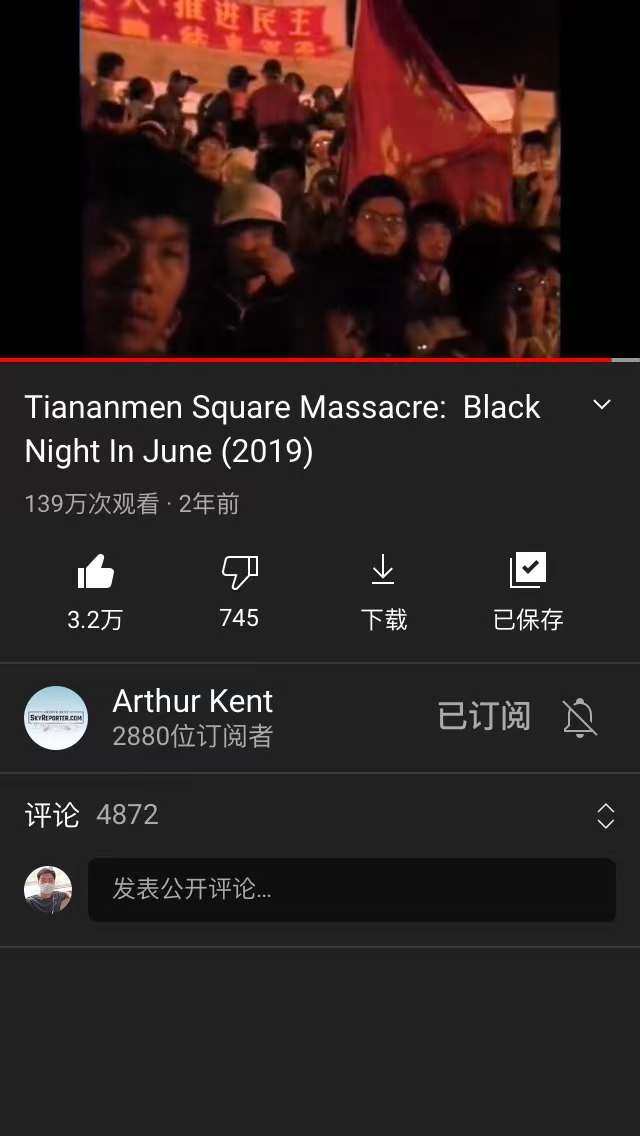 推进民主
Tiananmen Square Massacre: Black
Night In June (2019)
139万次观看 · 2年前
3.2万
745
下载
已保存
SKYREPORTER.COM
Arthur Kent
2880位订阅者
已订阅
评论 4872
发表公开评论...